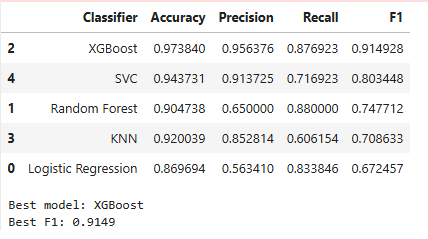 Classifier Accuracy Precision Recall F1
2 XGBoost 0.973840 0.956376 0.876923 0.914928
4 SVC 0.943731 0.913725 0.716923 0.803448
1 Random Forest 0.904738 0.650000 0.880000 0.747712
3 KNN 0.920039 0.852814 0.606154 0.708633
0 Logistic Regression 0.869694 0.563410 0.833846 0.672457
Best model: XGBoost
Best F1: 0.9149